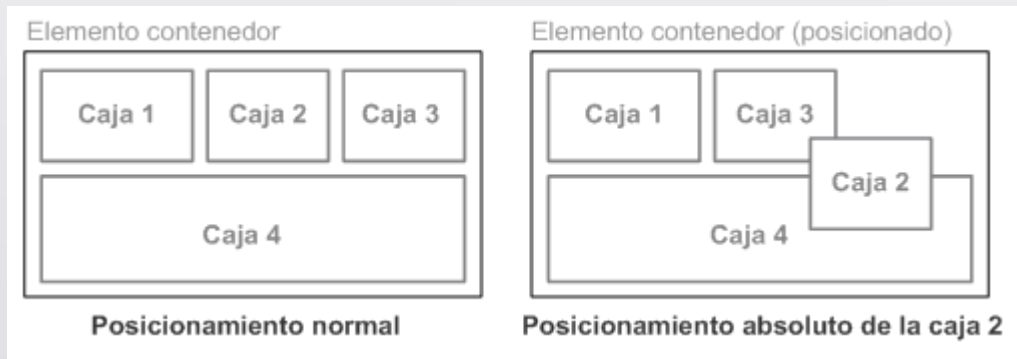 Elemento contenedor
Caja 1 Caja 2 Caja 3
Caja 4
Posicionamiento normal
Elemento contenedor (posicionado)
Caja 1 Caja 3
Caja 2
Caja 4
Posicionamiento absoluto de la caja 2